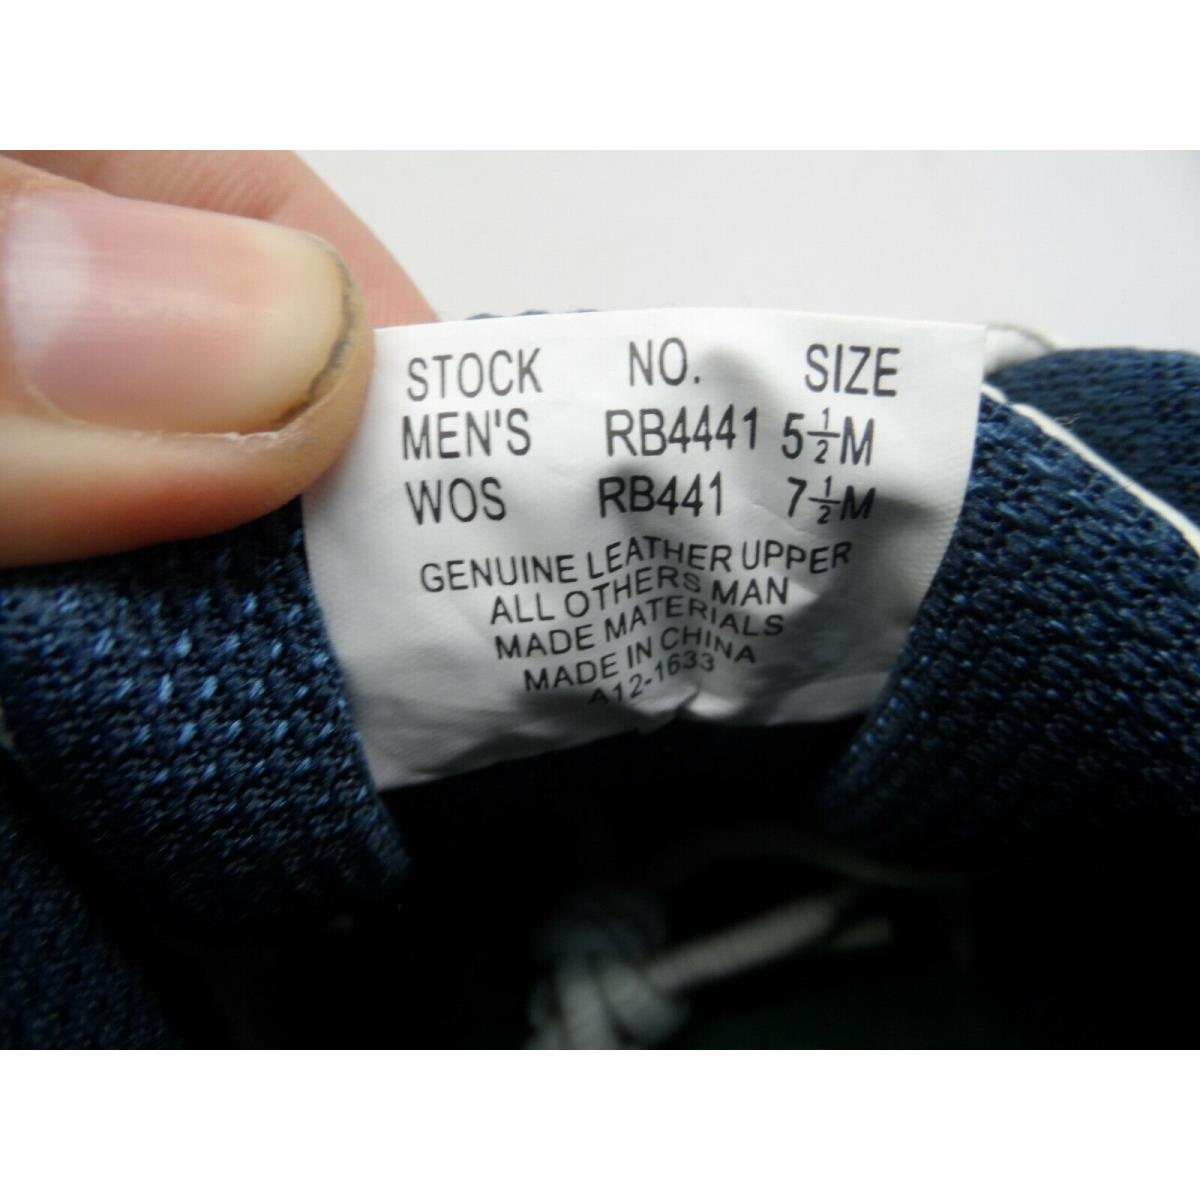 STOCK NO. SIZE
MEN'S RB4441 5 1/2 M
WOS RB441 7 1/2 M
GENUINE LEATHER UPPER
ALL OTHERS MAN
MADE MATERIALS
MADE IN CHINA
A12-1633